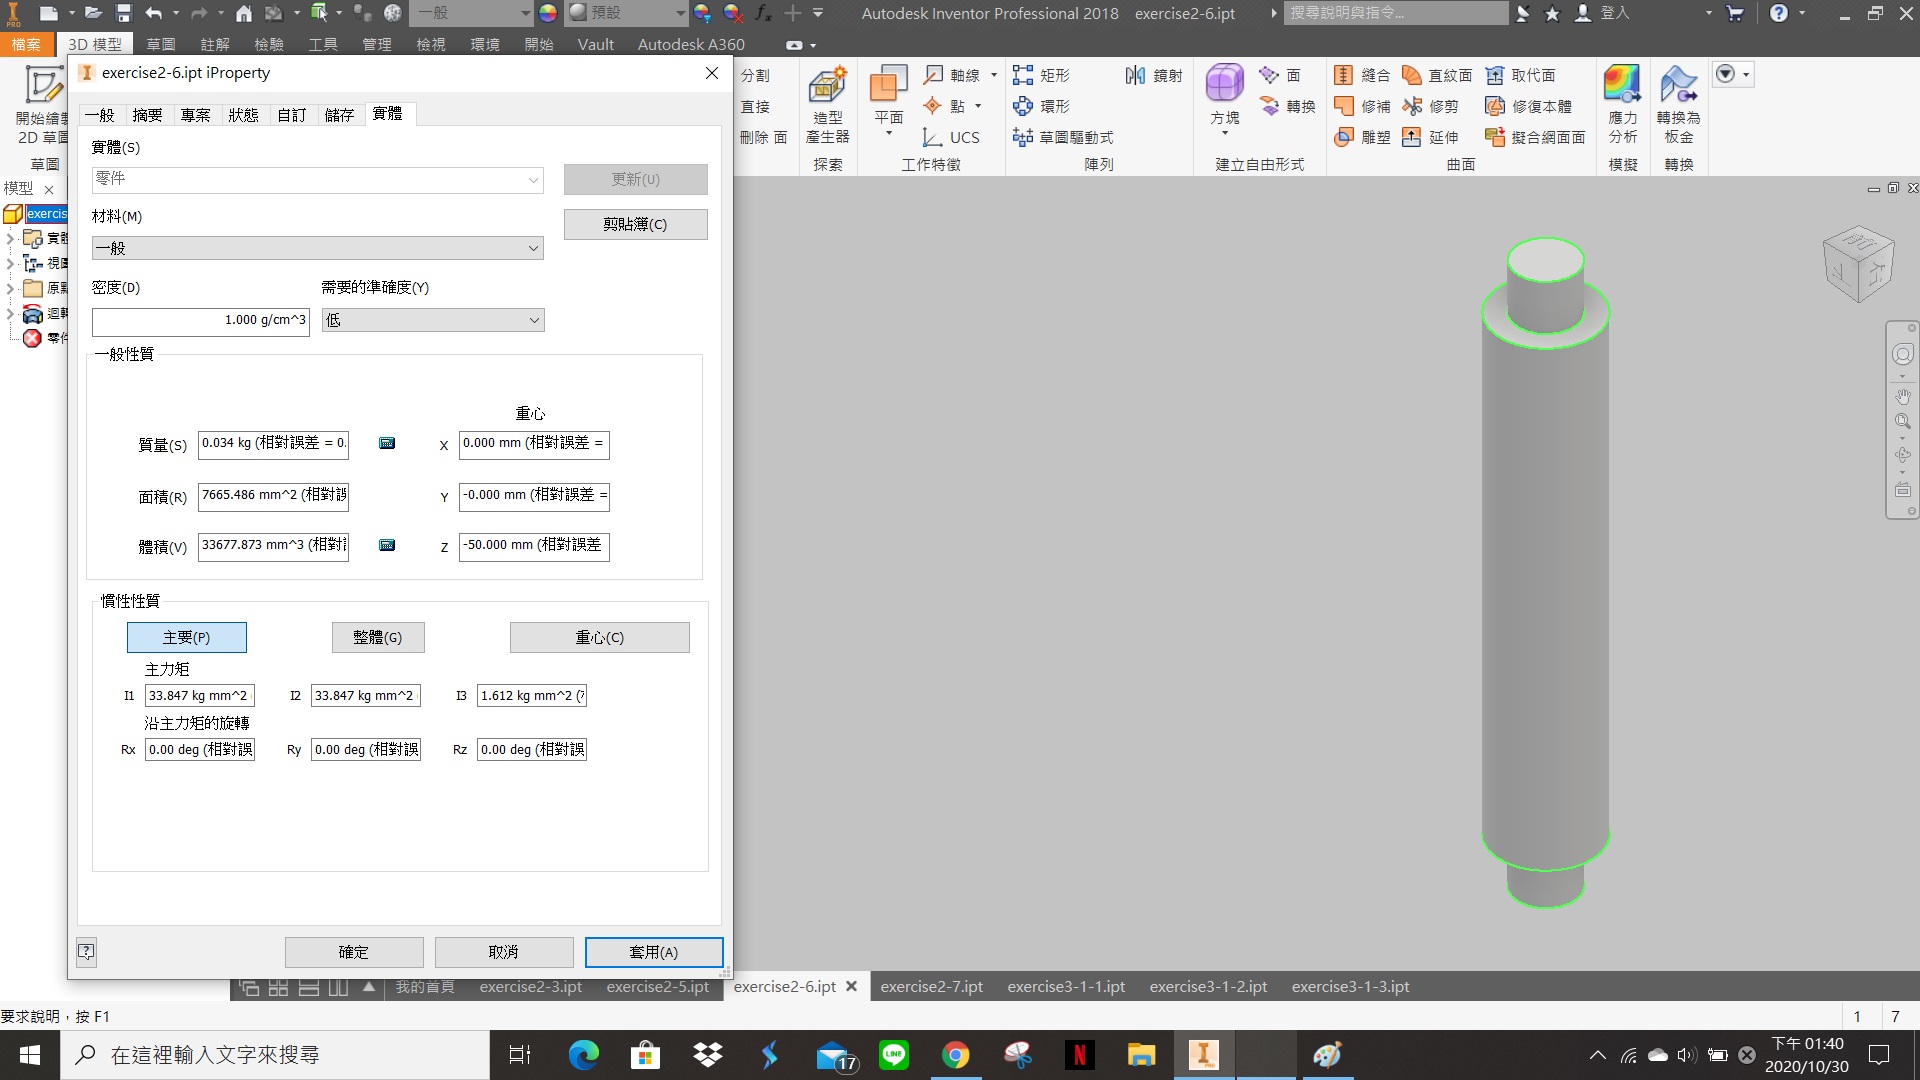 一般
預設
Autodesk Inventor Professional 2018 exercise2-6.ipt
搜尋說明與指令...
登入
檔案 3D 模型 草圖 註解 檢驗 工具 管理 檢視 環境 開始 Vault Autodesk A360
開始繪製
2D 草圖
草圖
分割
直接
刪除 面
造型
產生器
探索
平面
軸線
點
UCS
工作特徵
矩形
環形
草圖驅動式
鏡射
陣列
方塊
面
轉換
建立自由形式
縫合 直紋面 取代面
修補 修剪 修復本體
雕塑 延伸 擬合網面面
曲面
應力
分析
模擬
轉換為
板金
轉換
模型
exercis
實體
視圖
原點
迴轉
零件
exercise2-6.ipt iProperty
一般 摘要 專案 狀態 自訂 儲存 實體
實體(S)
零件
更新(U)
材料(M)
剪貼簿(C)
一般
密度(D) 需要的準確度(Y)
1.000 g/cm^3 低
一般性質
重心
質量(S) 0.034 kg (相對誤差 = 0. X 0.000 mm (相對誤差 =
面積(R) 7665.486 mm^2 (相對誤 Y -0.000 mm (相對誤差 =
體積(V) 33677.873 mm^3 (相對 Z -50.000 mm (相對誤差
慣性性質
主要(P) 整體(G) 重心(C)
主力矩
I1 33.847 kg mm^2 I2 33.847 kg mm^2 I3 1.612 kg mm^2 (
沿主力矩的旋轉
Rx 0.00 deg (相對誤 Ry 0.00 deg (相對誤 Rz 0.00 deg (相對誤
確定 取消 套用(A)
我的首頁 exercise2-3.ipt exercise2-5.ipt exercise2-6.ipt exercise2-7.ipt exercise3-1-1.ipt exercise3-1-2.ipt exercise3-1-3.ipt
要求說明，按 F1
1 7
在這裡輸入文字來搜尋
17
LINE
N
下午 01:40
2020/10/30